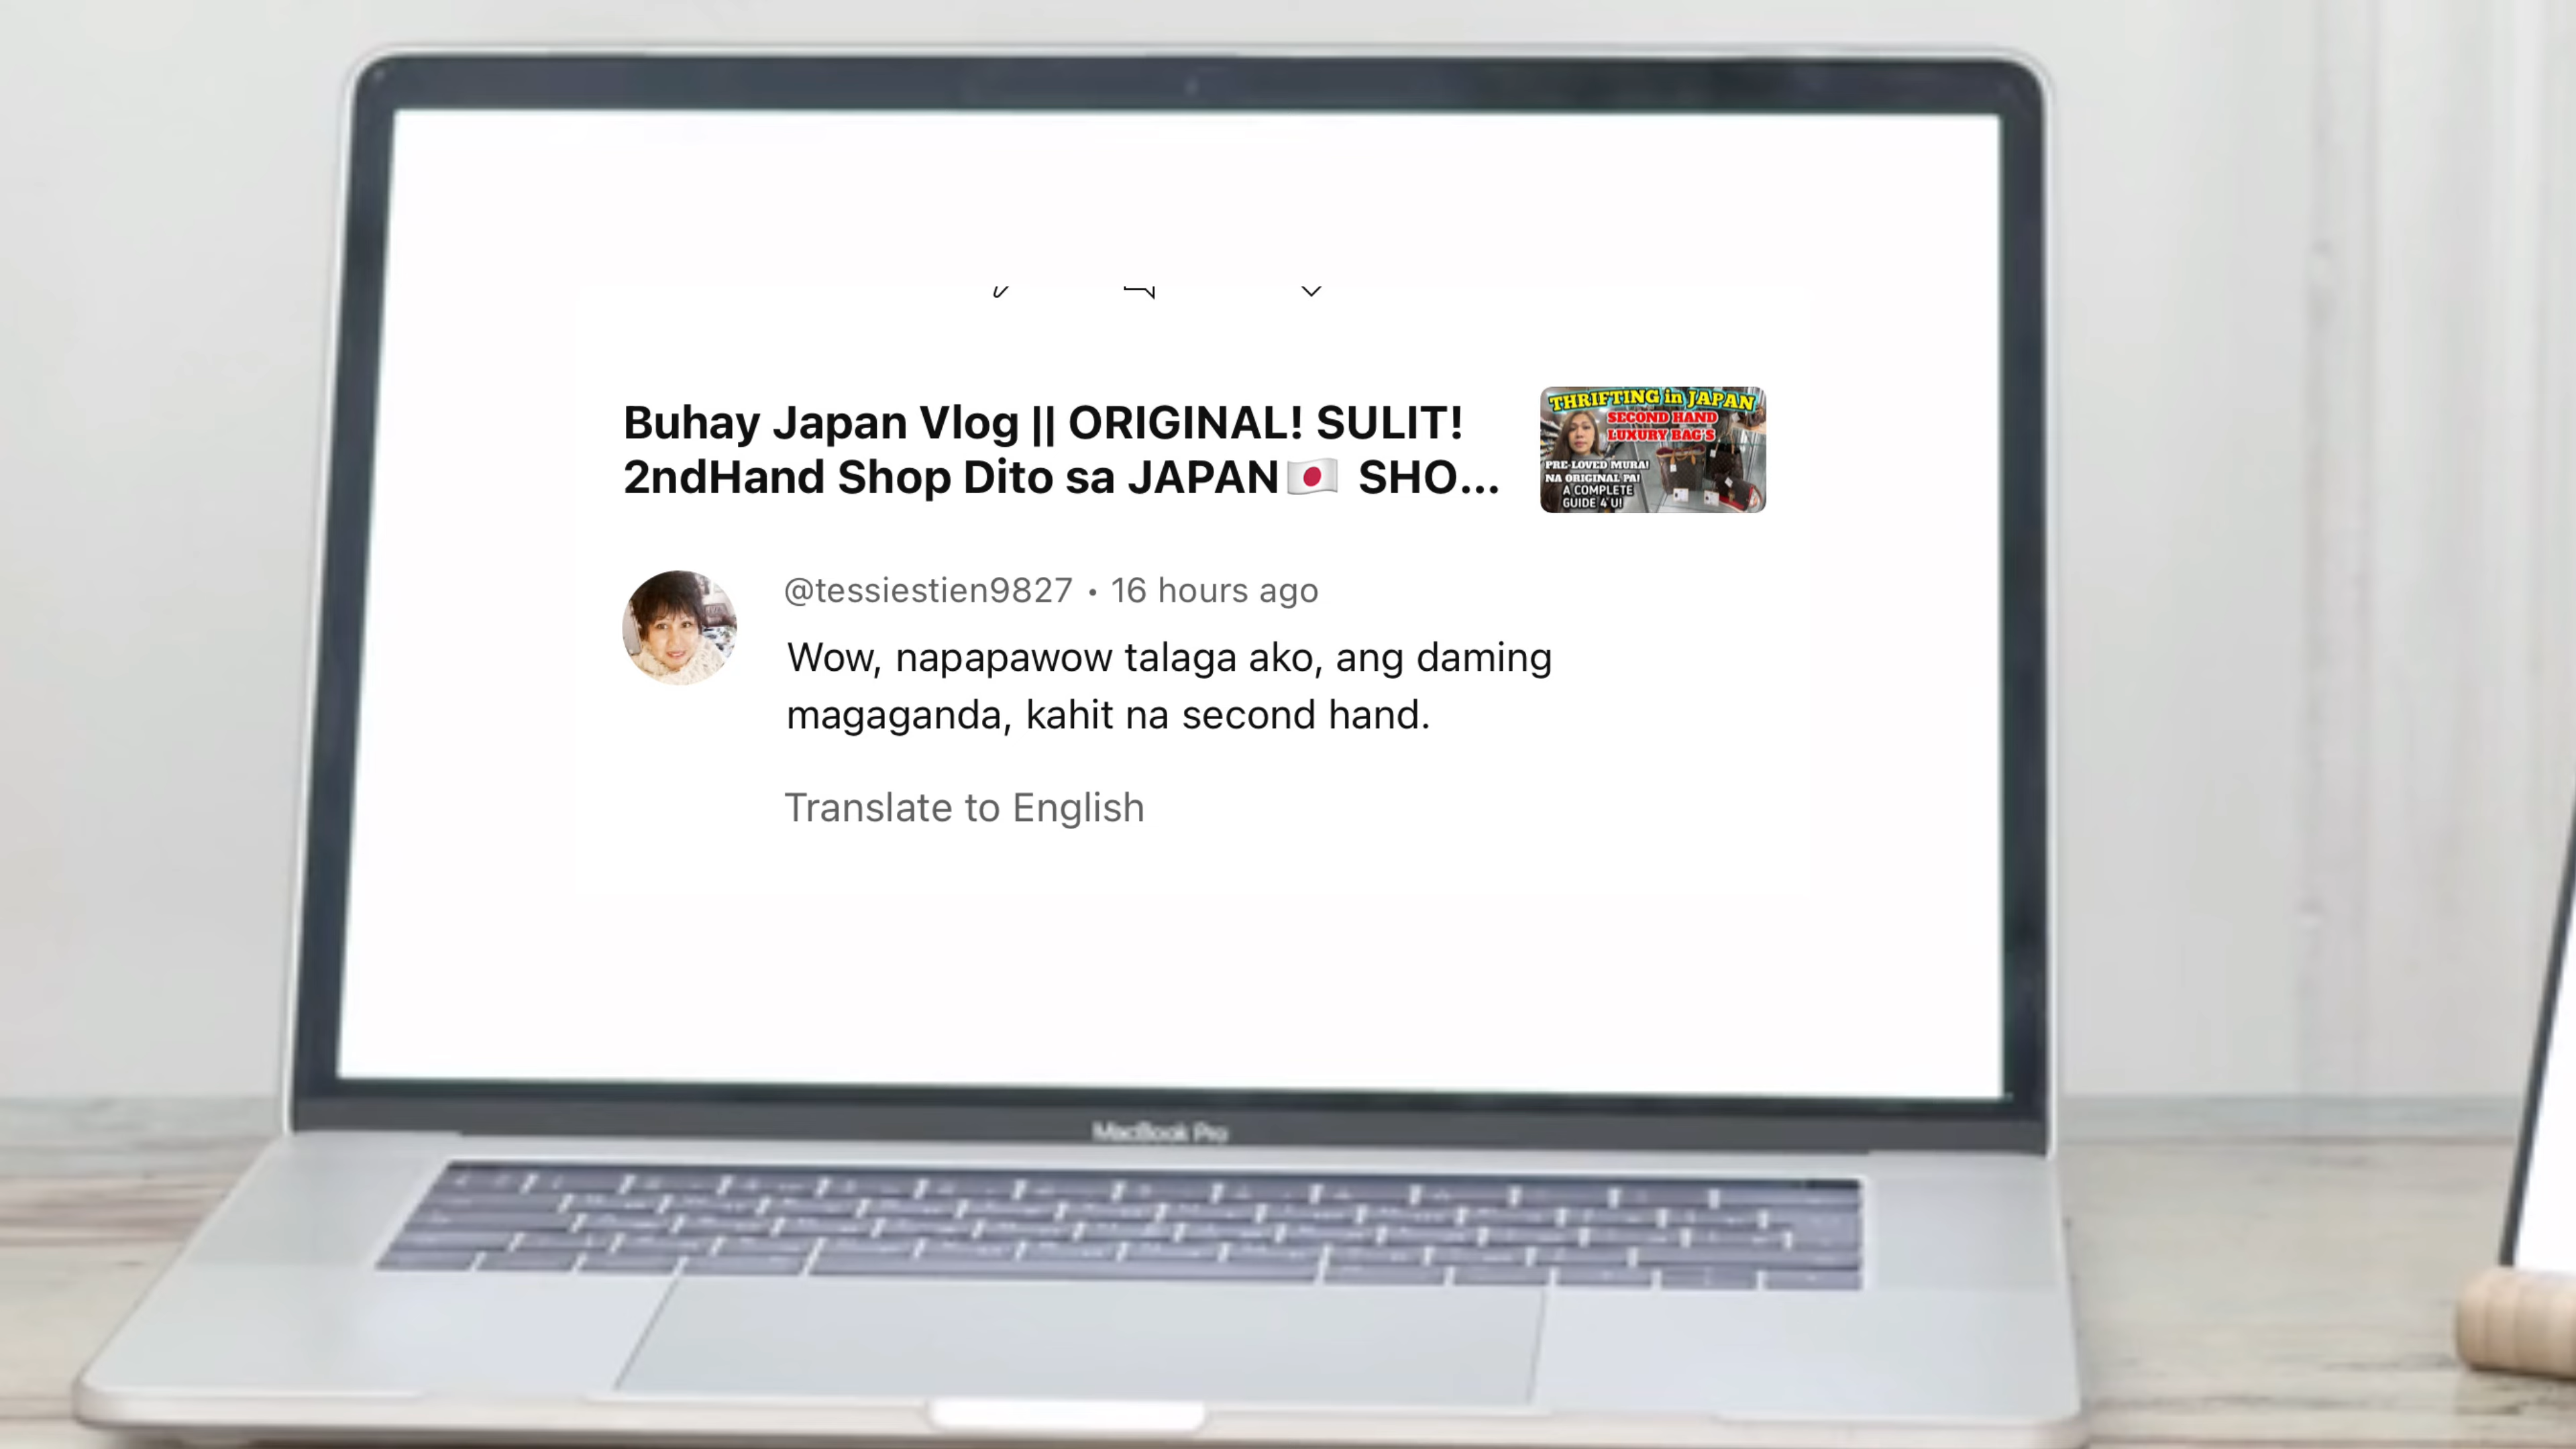 Buhay Japan Vlog || ORIGINAL! SULIT!
2ndHand Shop Dito sa JAPAN🇯🇵 SHO...
THRIFTING in JAPAN
SECOND HAND
LUXURY BAG'S
PRE-LOVED MURA!
NA ORIGINAL PA!
A COMPLETE
GUIDE 4 U!
@tessiestien9827 • 16 hours ago
Wow, napapawow talaga ako, ang daming
magaganda, kahit na second hand.
Translate to English
MacBook Pro